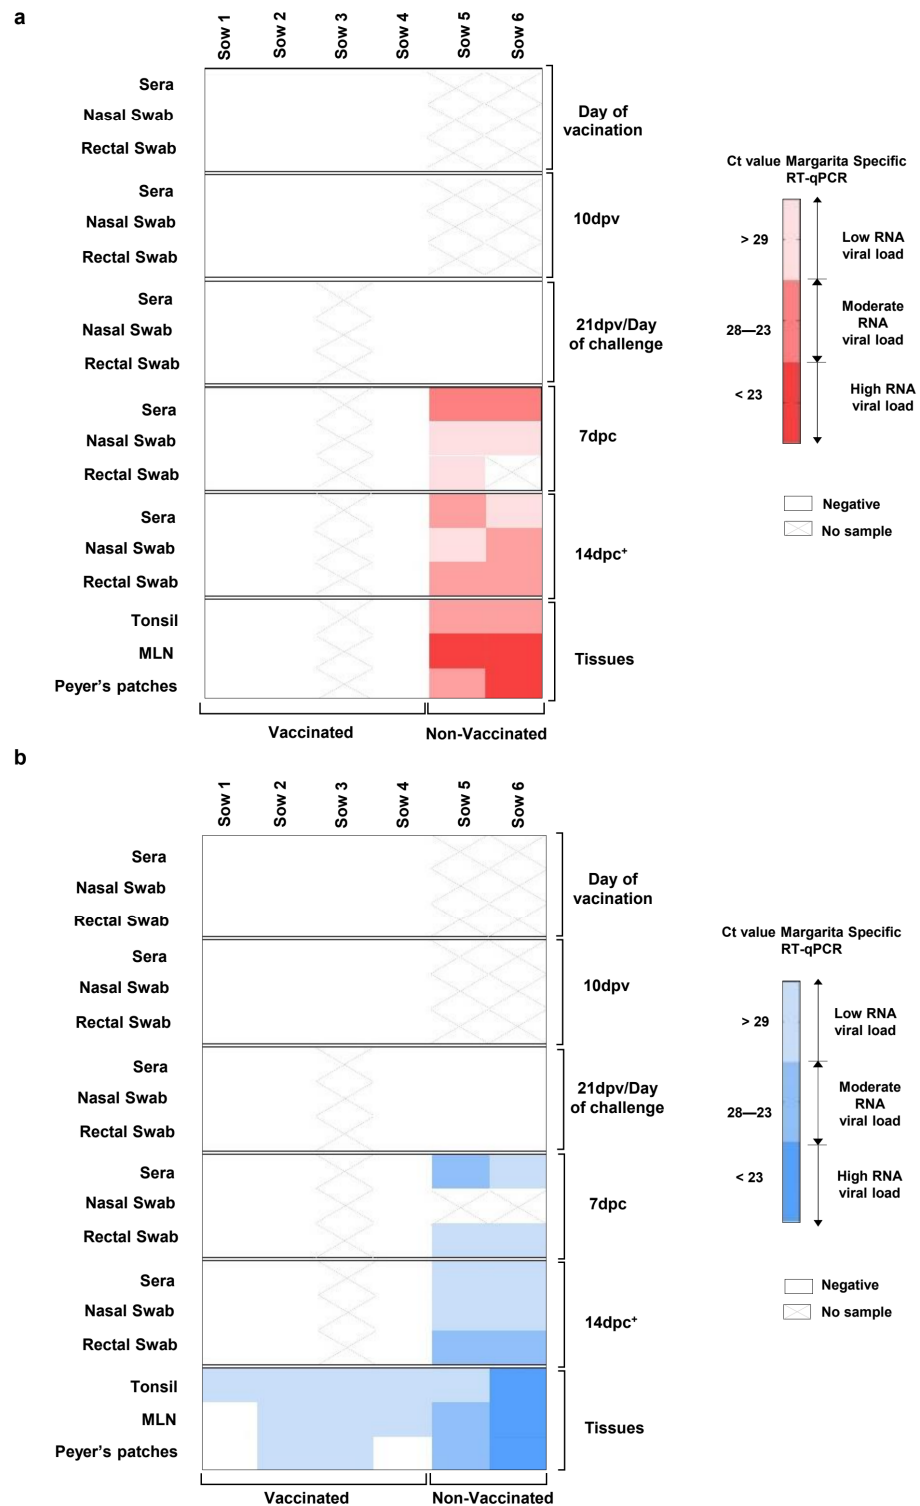 a
Sow 1
Sow 2
Sow 3
Sow 4
Sow 5
Sow 6
Sera
Nasal Swab
Rectal Swab
Day of
vacination
Sera
Nasal Swab
Rectal Swab
10dpv
Sera
Nasal Swab
Rectal Swab
21dpv/Day
of challenge
Sera
Nasal Swab
Rectal Swab
7dpc
Sera
Nasal Swab
Rectal Swab
14dpc+
Tonsil
MLN
Peyer's patches
Tissues
Vaccinated
Non-Vaccinated
Ct value Margarita Specific
RT-qPCR
> 29
Low RNA
viral load
28—23
Moderate
RNA
viral load
< 23
High RNA
viral load
Negative
No sample
b
Sow 1
Sow 2
Sow 3
Sow 4
Sow 5
Sow 6
Sera
Nasal Swab
Rectal Swab
Day of
vacination
Sera
Nasal Swab
Rectal Swab
10dpv
Sera
Nasal Swab
Rectal Swab
21dpv/Day
of challenge
Sera
Nasal Swab
Rectal Swab
7dpc
Sera
Nasal Swab
Rectal Swab
14dpc+
Tonsil
MLN
Peyer's patches
Tissues
Vaccinated
Non-Vaccinated
Ct value Margarita Specific
RT-qPCR
> 29
Low RNA
viral load
28—23
Moderate
RNA
viral load
< 23
High RNA
viral load
Negative
No sample